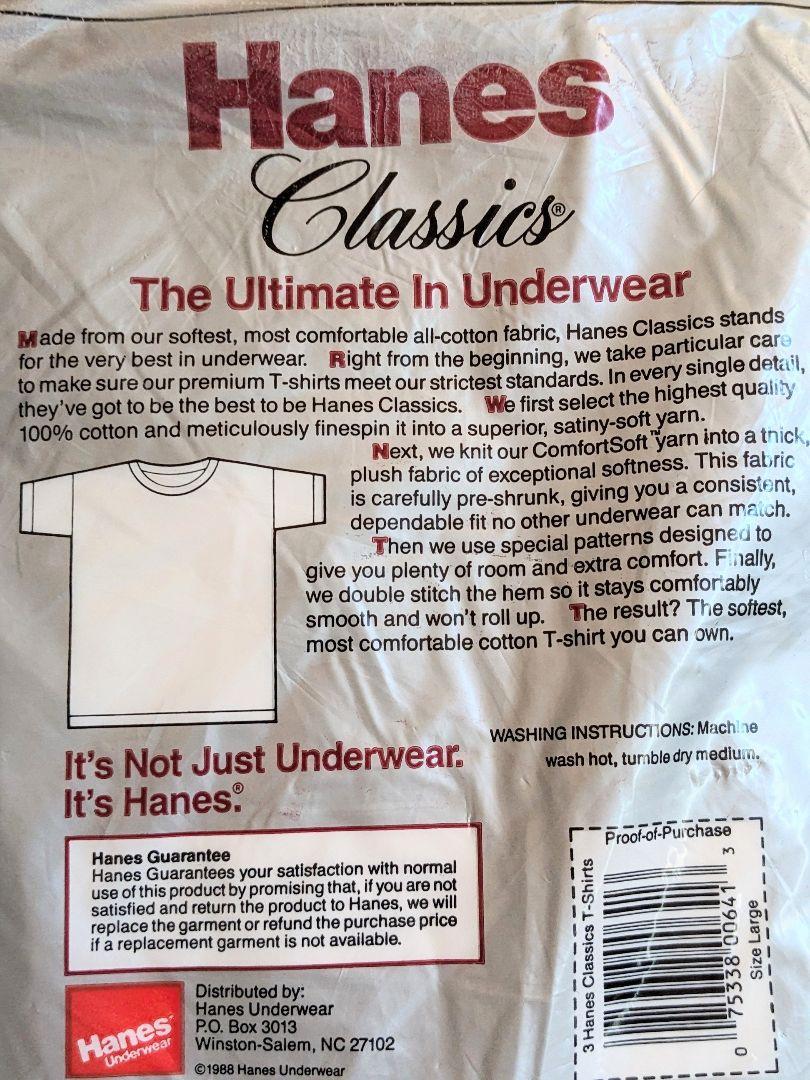 Hanes
Classics®
The Ultimate In Underwear
Made from our softest, most comfortable all-cotton fabric, Hanes Classics stands
for the very best in underwear. Right from the beginning, we take particular care
to make sure our premium T-shirts meet our strictest standards. In every single detail,
they've got to be the best to be Hanes Classics. We first select the highest quality
100% cotton and meticulously finespin it into a superior, satiny-soft yarn.
Next, we knit our ComfortSoft™ yarn into a thick,
plush fabric of exceptional softness. This fabric
is carefully pre-shrunk, giving you a consistent,
dependable fit no other underwear can match.
Then we use special patterns designed to
give you plenty of room and extra comfort. Finally,
we double stitch the hem so it stays comfortably
smooth and won't roll up. The result? The softest,
most comfortable cotton T-shirt you can own.
WASHING INSTRUCTIONS: Machine
wash hot, tumble dry medium.
It's Not Just Underwear.
It's Hanes.®
Hanes Guarantee
Hanes Guarantees your satisfaction with normal
use of this product by promising that, if you are not
satisfied and return the product to Hanes, we will
replace the garment or refund the purchase price
if a replacement garment is not available.
Hanes®
Underwear
Distributed by:
Hanes Underwear
P.O. Box 3013
Winston-Salem, NC 27102
©1988 Hanes Underwear
Proof-of-Purchase
3 Hanes Classics T-Shirts
0 75338 00641 3
Size Large